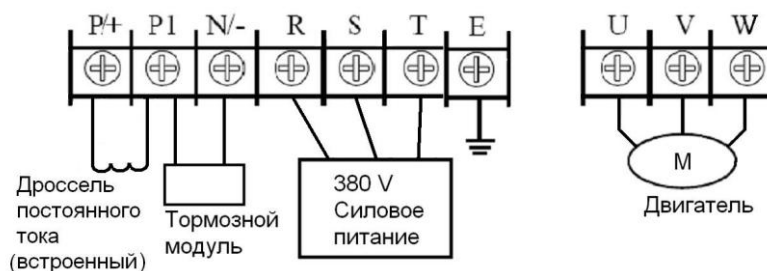 P/+ P1 N/- R S T E U V W
Дроссель
постоянного
тока
(встроенный)
Тормозной
модуль
380 V
Силовое
питание
М
Двигатель